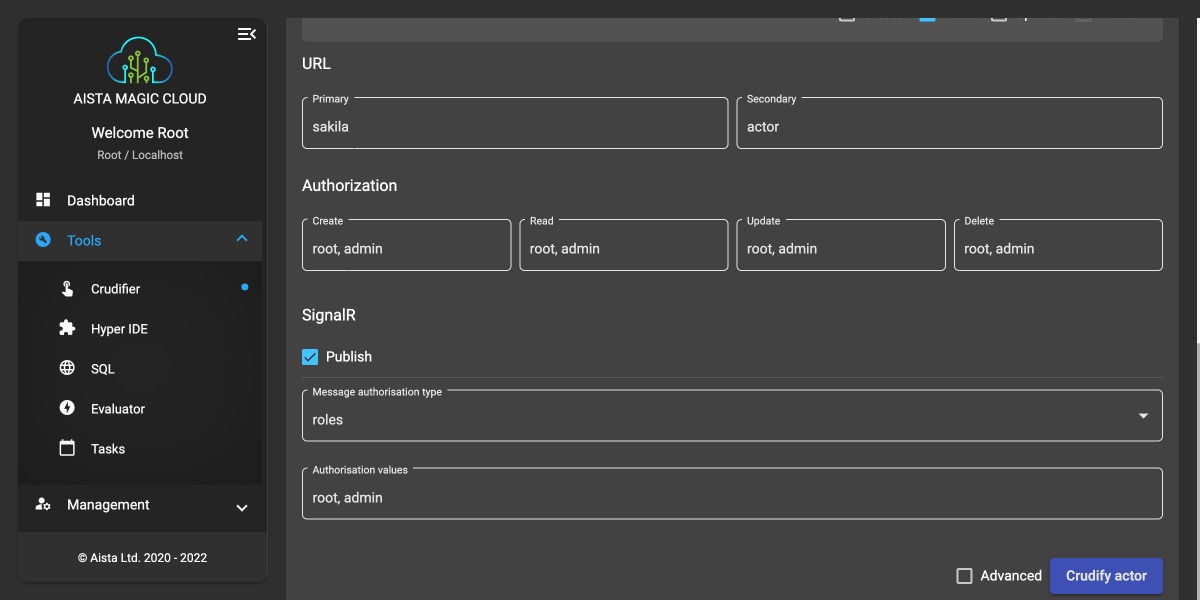 AISTA MAGIC CLOUD
Welcome Root
Root / Localhost
Dashboard
Tools
Crudifier
Hyper IDE
SQL
Evaluator
Tasks
Management
© Aista Ltd. 2020 - 2022
URL
Primary
sakila
Secondary
actor
Authorization
Create
root, admin
Read
root, admin
Update
root, admin
Delete
root, admin
SignalR
Publish
Message authorisation type
roles
Authorisation values
root, admin
Advanced
Crudify actor